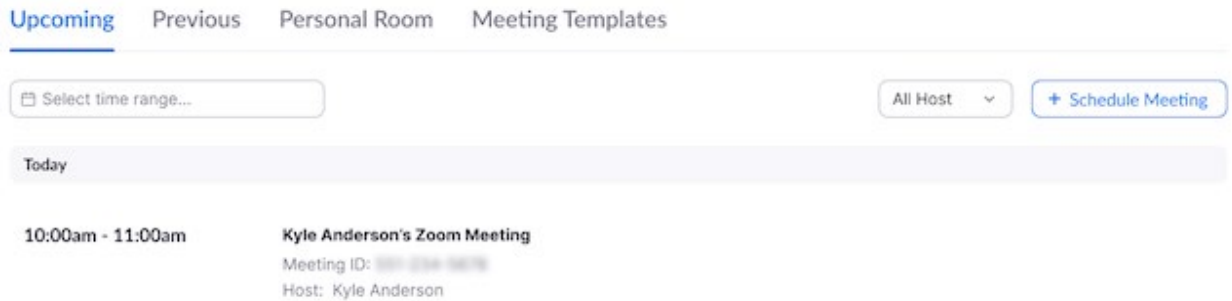 Upcoming Previous Personal Room Meeting Templates
Select time range... All Host + Schedule Meeting
Today
10:00am - 11:00am Kyle Anderson's Zoom Meeting
Meeting ID:
Host: Kyle Anderson